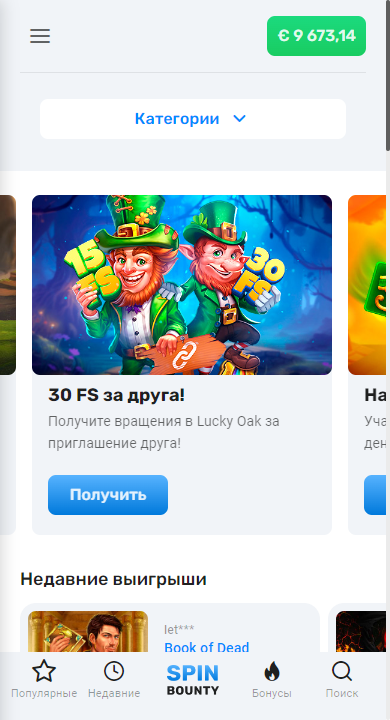 € 9 673,14
Категории
15
FS
30
FS
30 FS за друга!
Получите вращения в Lucky Oak за
приглашение друга!
Получить
На
Уча
ден
Недавние выигрыши
let***
Book of Dead
Популярные
Недавние
SPIN
BOUNTY
Бонусы
Поиск